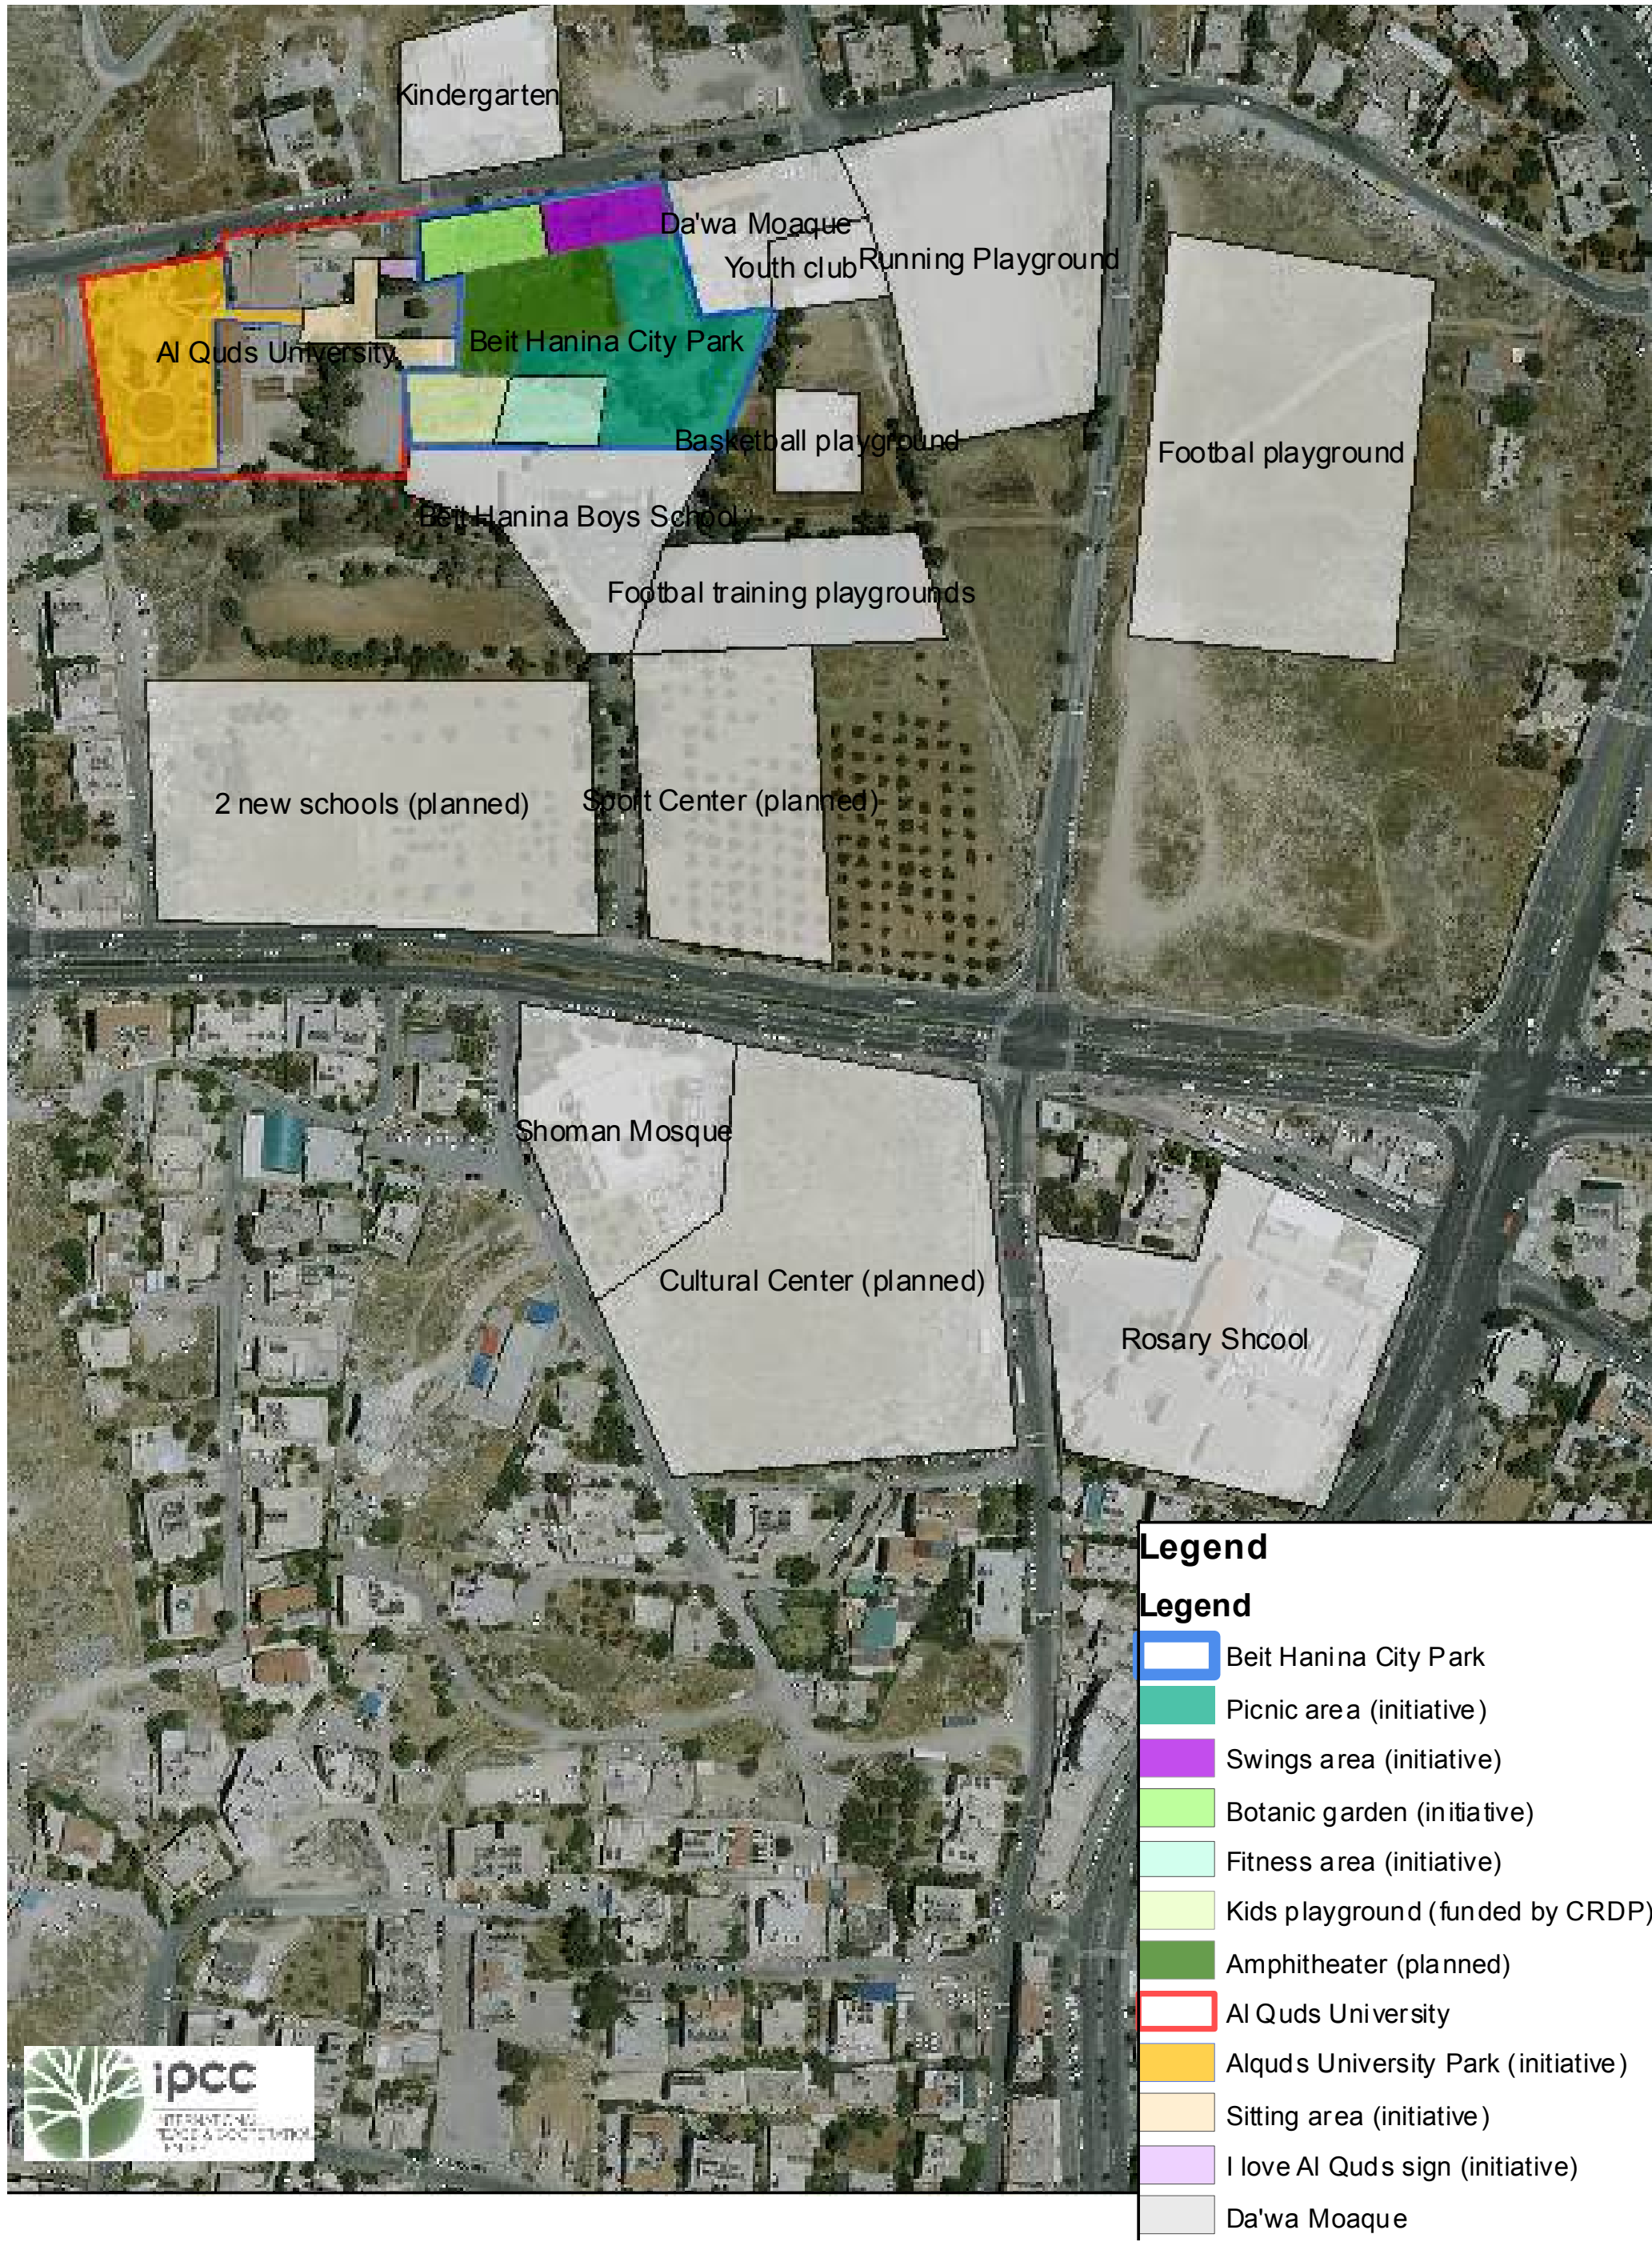 Kindergarten
Da'wa Moaque
Youth club
Running Playground
Al Quds University
Beit Hanina City Park
Basketball playground
Footbal playground
Beit Hanina Boys School
Footbal training playgrounds
2 new schools (planned)
Sport Center (planned)
Shoman Mosque
Cultural Center (planned)
Rosary Shcool
Legend
Legend
Beit Hanina City Park
Picnic area (initiative)
Swings area (initiative)
Botanic garden (initiative)
Fitness area (initiative)
Kids playground (funded by CRDP)
Amphitheater (planned)
Al Quds University
Alquds University Park (initiative)
Sitting area (initiative)
I love Al Quds sign (initiative)
Da'wa Moaque
ipcc
INTERNATIONAL
PEACE & COOPERATION
CENTER